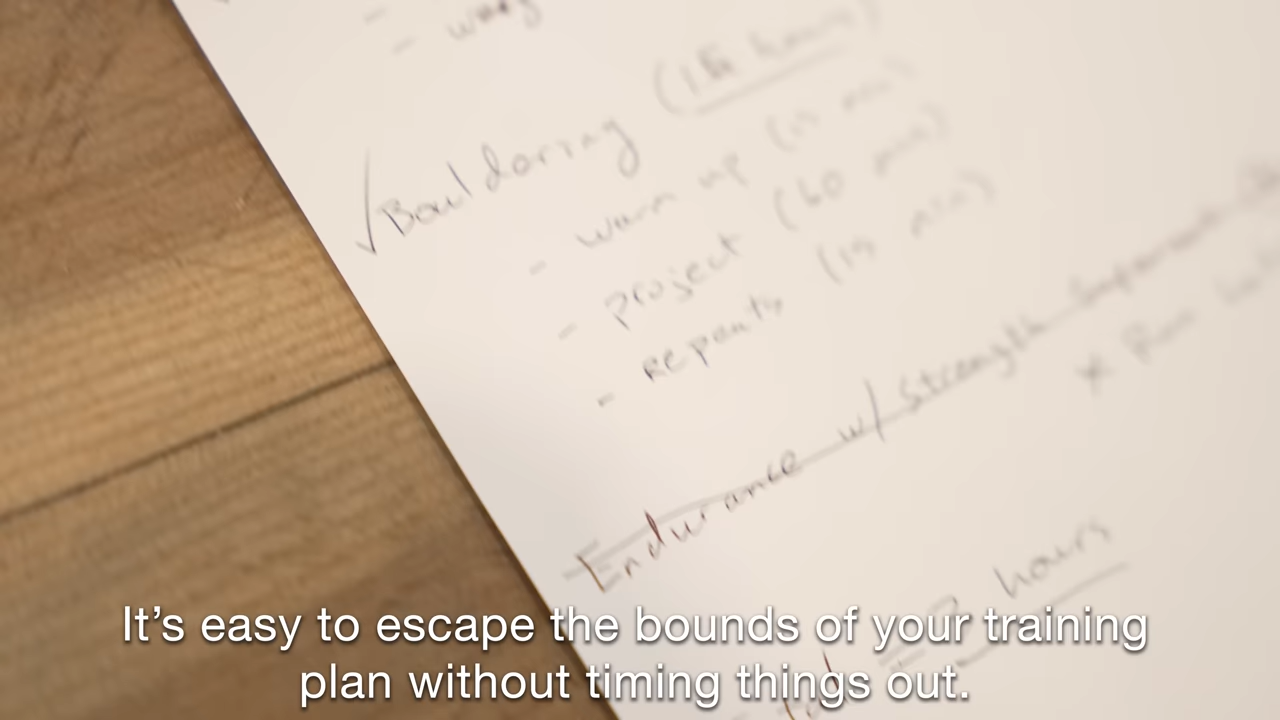 Bouldering (1½ hours)
- warm up (15 min)
- project (60 min)
- repeats (15 min)
Endurance w/ strength
= 3 hours
It's easy to escape the bounds of your training
plan without timing things out.